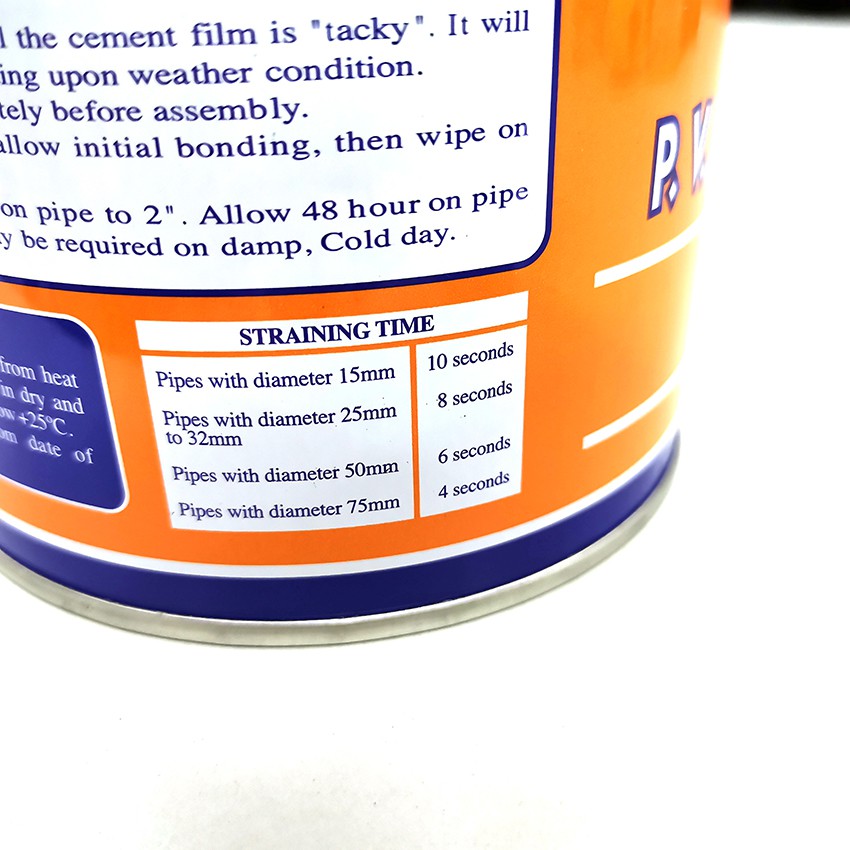 the cement film is "tacky". It will
upon weather condition.
before assembly.
allow initial bonding, then wipe on
on pipe to 2". Allow 48 hour on pipe
be required on damp, Cold day.
STRAINING TIME
Pipes with diameter 15mm 10 seconds
Pipes with diameter 25mm 8 seconds
to 32mm
Pipes with diameter 50mm 6 seconds
Pipes with diameter 75mm 4 seconds
from heat
in dry and
+25°C.
date of
P. V.